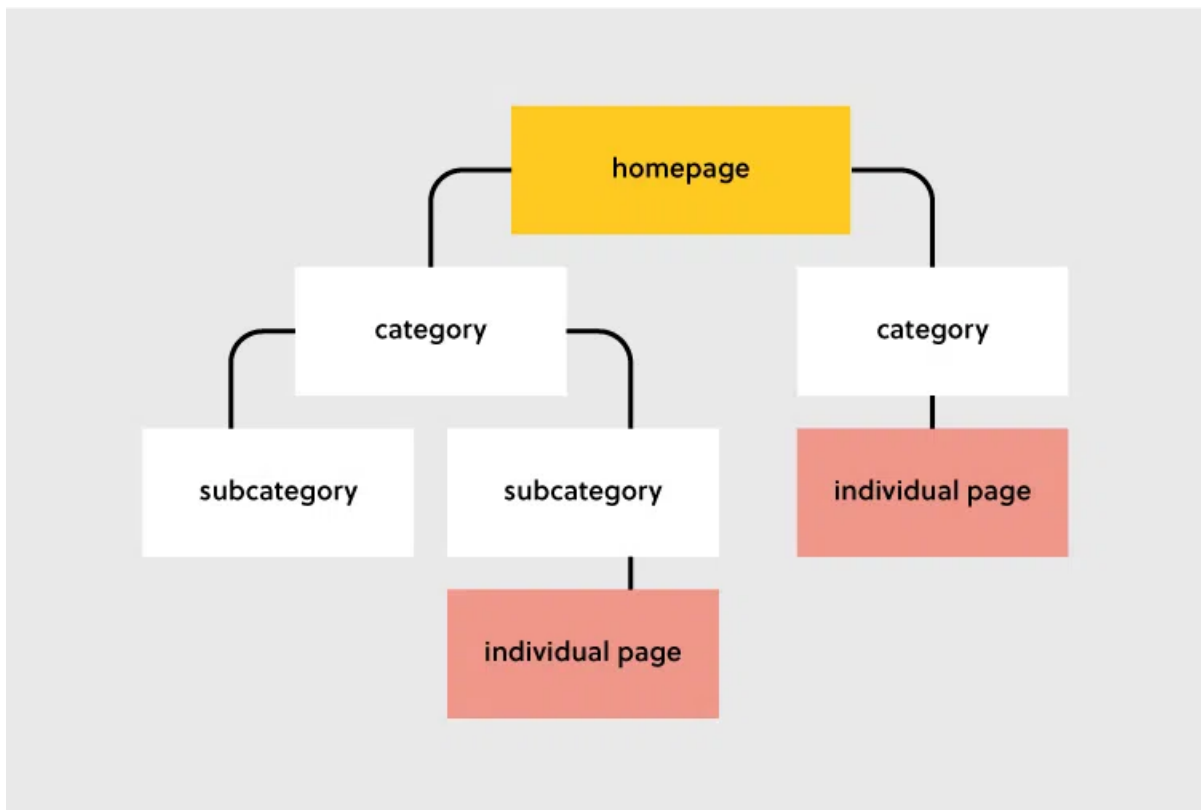 homepage
category
category
subcategory
subcategory
individual page
individual page